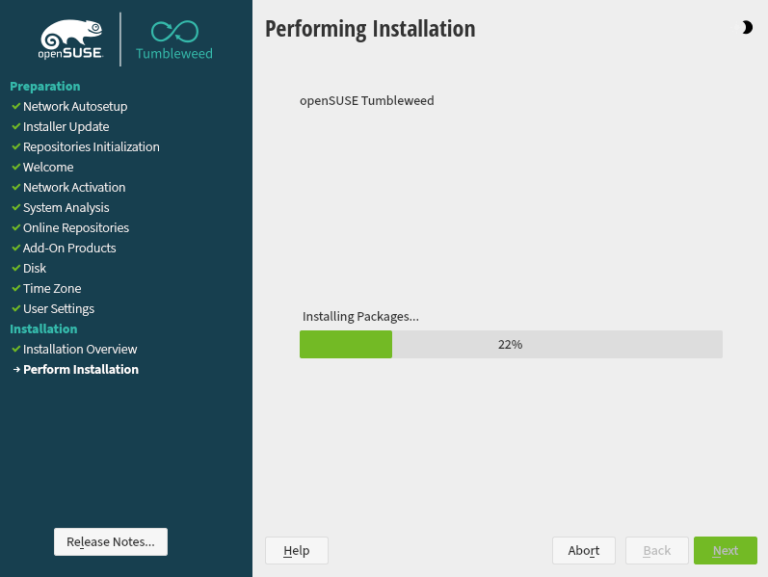 openSUSE.
Tumbleweed
Preparation
Network Autosetup
Installer Update
Repositories Initialization
Welcome
Network Activation
System Analysis
Online Repositories
Add-On Products
Disk
Time Zone
User Settings
Installation
Installation Overview
Perform Installation
Release Notes...
Performing Installation
openSUSE Tumbleweed
Installing Packages...
22%
Help
Abort
Back
Next